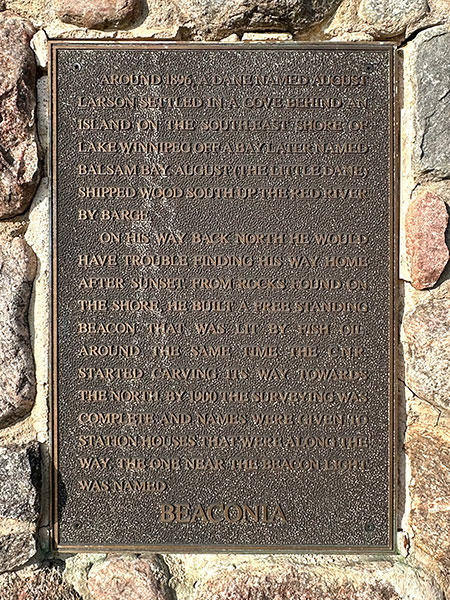 AROUND 1896, A DANE NAMED AUGUST
LARSON SETTLED IN A COVE BEHIND AN
ISLAND ON THE SOUTH-EAST SHORE OF
LAKE WINNIPEG OFF A BAY LATER NAMED
BALSAM BAY. AUGUST (THE LITTLE DANE)
SHIPPED WOOD SOUTH UP THE RED RIVER
BY BARGE.
ON HIS WAY BACK NORTH HE WOULD
HAVE TROUBLE FINDING HIS WAY HOME
AFTER SUNSET. FROM ROCKS FOUND ON
THE SHORE, HE BUILT A FREE STANDING
BEACON THAT WAS LIT BY FISH OIL.
AROUND THE SAME TIME THE C.N.R.
STARTED CARVING ITS WAY TOWARDS
THE NORTH. BY 1900 THE SURVEYING WAS
COMPLETE AND NAMES WERE GIVEN TO
STATION HOUSES THAT WERE ALONG THE
WAY. THE ONE NEAR THE BEACON LIGHT
WAS NAMED
BEACONIA